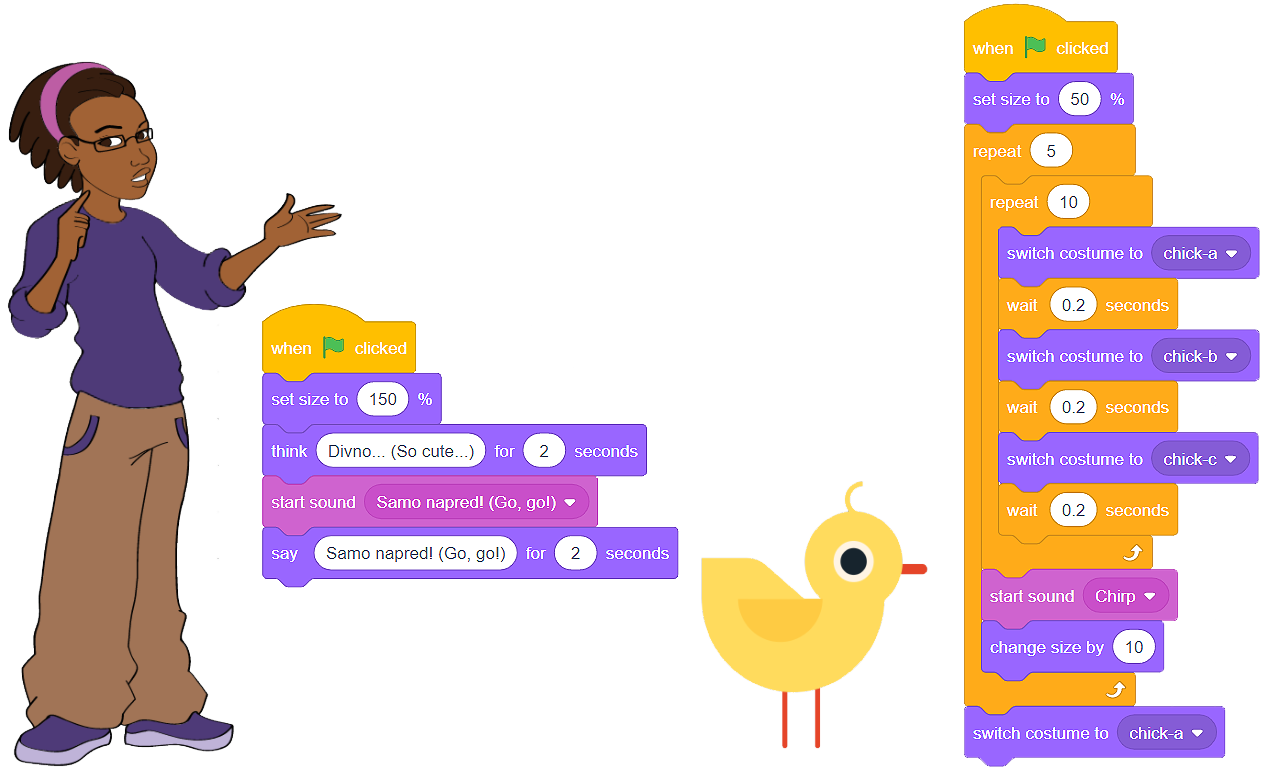 when clicked
set size to 150 %
think Divno... (So cute...) for 2 seconds
start sound Samo napred! (Go, go!)
say Samo napred! (Go, go!) for 2 seconds
when clicked
set size to 50 %
repeat 5
repeat 10
switch costume to chick-a
wait 0.2 seconds
switch costume to chick-b
wait 0.2 seconds
switch costume to chick-c
wait 0.2 seconds
start sound Chirp
change size by 10
switch costume to chick-a